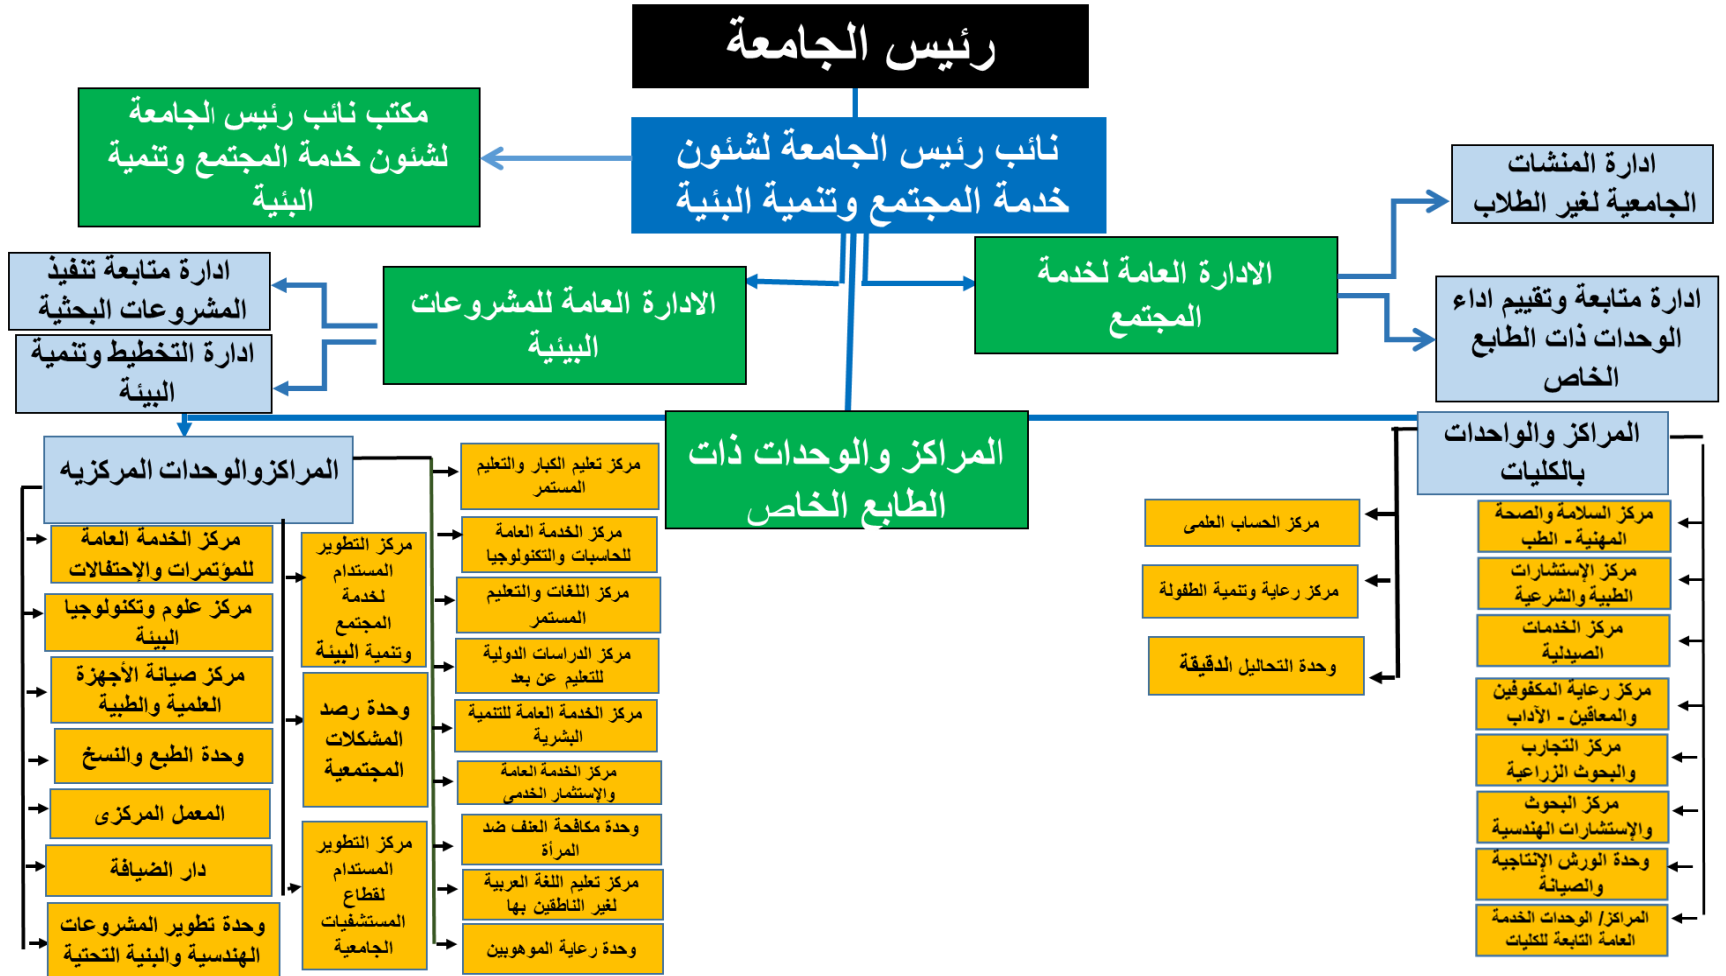 رئيس الجامعة
نائب رئيس الجامعة لشئون
خدمة المجتمع وتنمية البئية
مكتب نائب رئيس الجامعة
لشئون خدمة المجتمع وتنمية
البئية
الادارة العامة لخدمة
المجتمع
ادارة المنشات
الجامعية لغير الطلاب
ادارة متابعة وتقييم اداء
الوحدات ذات الطابع
الخاص
الادارة العامة للمشروعات
البيئية
ادارة متابعة تنفيذ
المشروعات البحثية
ادارة التخطيط وتنمية
البيئة
المراكز والوحدات ذات
الطابع الخاص
المراكز والواحدات
بالكليات
مركز السلامة والصحة
المهنية - الطب
مركز الإستشارات
الطبية والشرعية
مركز الخدمات
الصيدلية
مركز رعاية المكفوفين
والمعاقين - الآداب
مركز التجارب
والبحوث الزراعية
مركز البحوث
والإستشارات الهندسية
وحدة الورش الإنتاجية
والصيانة
المراكز/ الوحدات الخدمة
العامة التابعة للكليات
مركز الحساب العلمى
مركز رعاية وتنمية الطفولة
وحدة التحاليل الدقيقة
المراكزوالوحدات المركزيه
مركز تعليم الكبار والتعليم
المستمر
مركز الخدمة العامة
للحاسبات والتكنولوجيا
مركز اللغات والتعليم
المستمر
مركز الدراسات الدولية
للتعليم عن بعد
مركز الخدمة العامة للتنمية
البشرية
مركز الخدمة العامة
والإستثمار الخدمى
وحدة مكافحة العنف ضد
المرأة
مركز تعليم اللغة العربية
لغير الناطقين بها
وحدة رعاية الموهوبين
مركز التطوير
المستدام
لخدمة
المجتمع
وتنمية البيئة
وحدة رصد
المشكلات
المجتمعية
مركز التطوير
المستدام
لقطاع
المستشفيات
الجامعية
مركز الخدمة العامة
للمؤتمرات والإحتفالات
مركز علوم وتكنولوجيا
البيئة
مركز صيانة الأجهزة
العلمية والطبية
وحدة الطبع والنسخ
المعمل المركزى
دار الضيافة
وحدة تطوير المشروعات
الهندسية والبنية التحتية